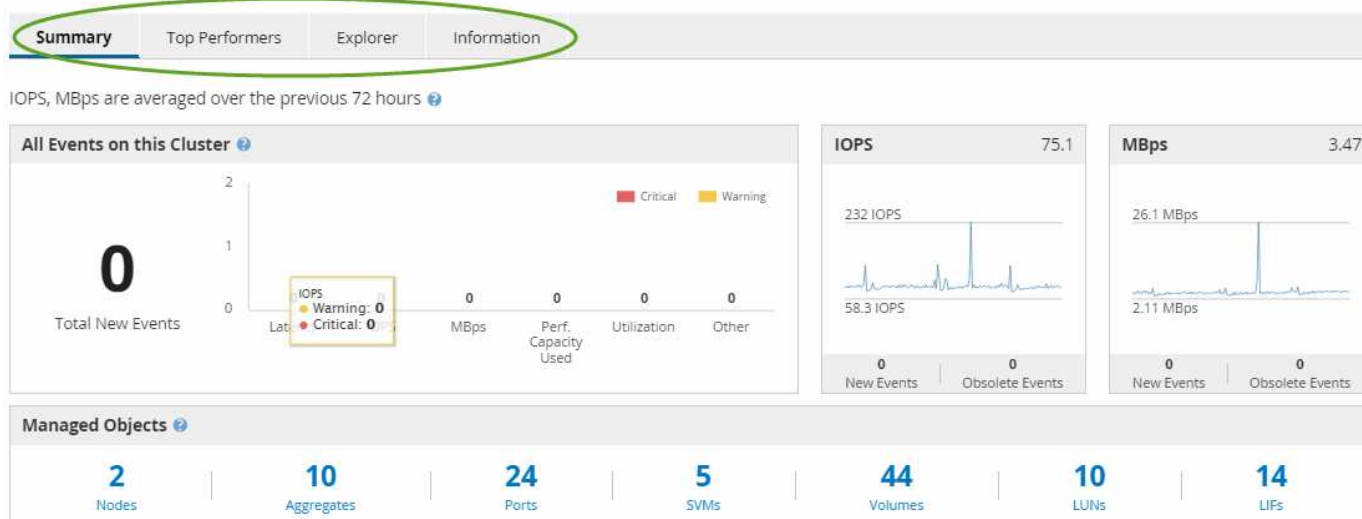 Summary Top Performers Explorer Information
IOPS, MBps are averaged over the previous 72 hours
All Events on this Cluster
2
1
0
Critical Warning
0
Total New Events
IOPS
Warning: 0
Critical: 0
0 0 0 0
MBps Perf. Capacity Used Utilization Other
IOPS 75.1
232 IOPS
58.3 IOPS
0 0
New Events Obsolete Events
MBps 3.47
26.1 MBps
2.11 MBps
0 0
New Events Obsolete Events
Managed Objects
2 10 24 5 44 10 14
Nodes Aggregates Ports SVMs Volumes LUNs LIFs